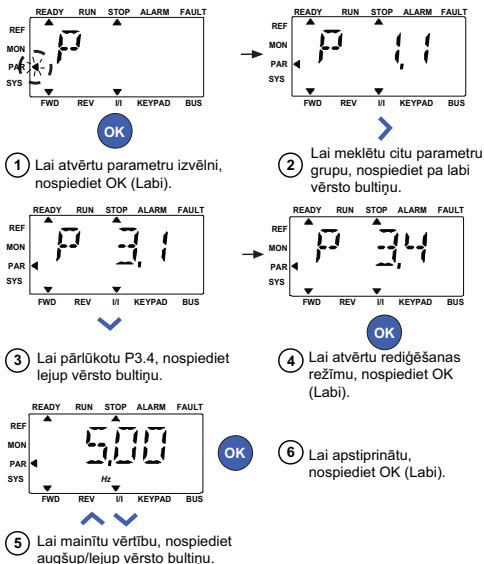 READY RUN STOP ALARM FAULT
REF
MON
PAR
SYS
P
FWD REV I/I KEYPAD BUS
OK
1 Lai atvērtu parametru izvēlni,
nospiediet OK (Labi).
READY RUN STOP ALARM FAULT
REF
MON
PAR
SYS
P 1,1
FWD REV I/I KEYPAD BUS
2 Lai meklētu citu parametru
grupu, nospiediet pa labi
vērsto bultiņu.
READY RUN STOP ALARM FAULT
REF
MON
PAR
SYS
P 3,1
FWD REV I/I KEYPAD BUS
3 Lai pārlūkotu P3.4, nospiediet
lejup vērsto bultiņu.
READY RUN STOP ALARM FAULT
REF
MON
PAR
SYS
P 3,4
FWD REV I/I KEYPAD BUS
OK
4 Lai atvērtu rediģēšanas
režīmu, nospiediet OK
(Labi).
READY RUN STOP ALARM FAULT
REF
MON
PAR
SYS
5,00
Hz
FWD REV I/I KEYPAD BUS
5 Lai mainītu vērtību, nospiediet
augšup/lejup vērsto bultiņu.
OK
6 Lai apstiprinātu,
nospiediet OK (Labi).